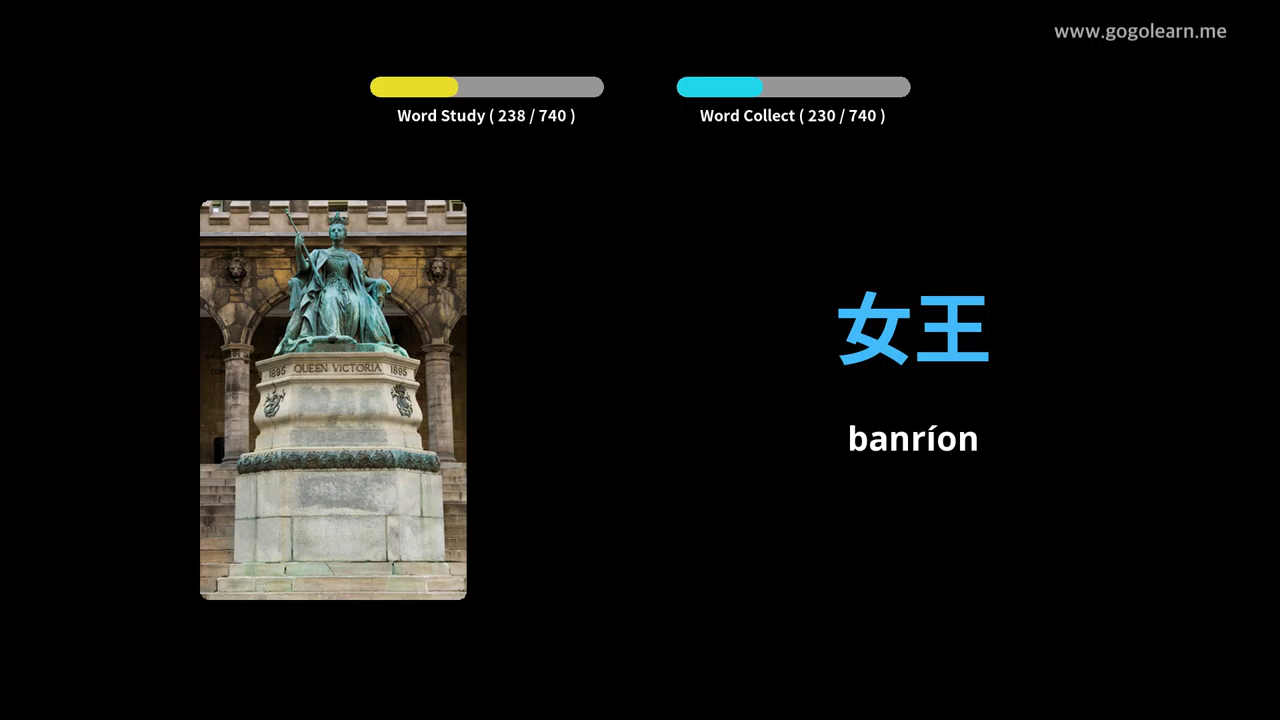 www.gogolearn.me
Word Study ( 238 / 740 )
Word Collect ( 230 / 740 )
1895 QUEEN VICTORIA 1895
女王
banríon